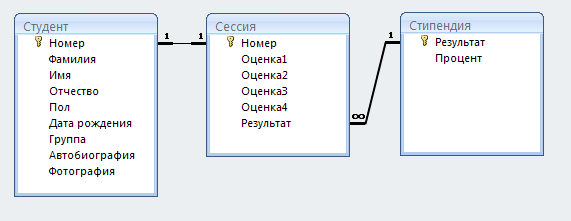 Студент
Номер
Фамилия
Имя
Отчество
Пол
Дата рождения
Группа
Автобиография
Фотография
1
1
Сессия
Номер
Оценка1
Оценка2
Оценка3
Оценка4
Результат
∞
1
Стипендия
Результат
Процент